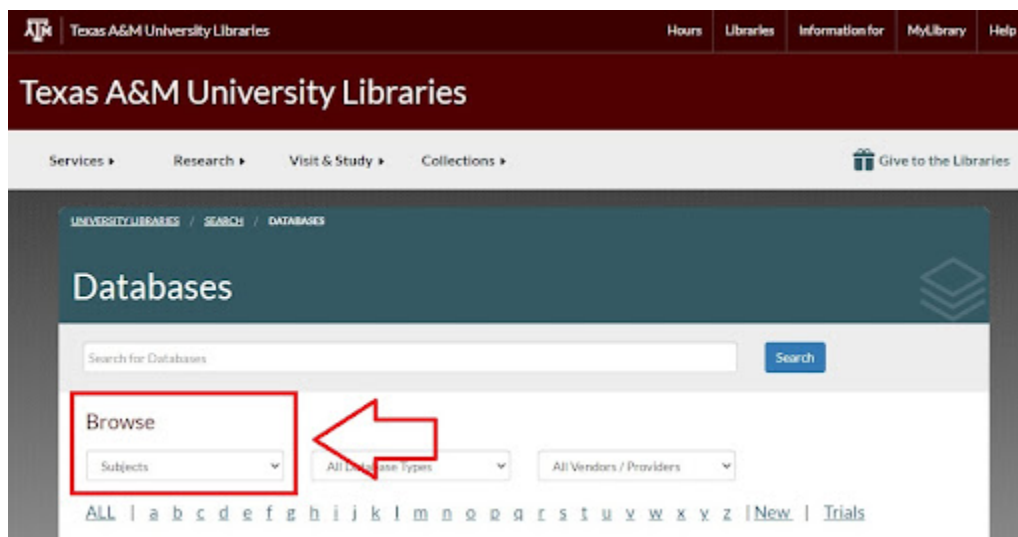 ATM Texas A&M University Libraries Hours Libraries Information for MyLibrary Help
Texas A&M University Libraries
Services Research Visit & Study Collections Give to the Libraries
UNIVERSITY LIBRARIES / SEARCH / DATABASES
Databases
Search for Databases Search
Browse
Subjects All Database Types All Vendors / Providers
ALL | a b c d e f g h i j k l m n o p q r s t u v w x y z | New | Trials